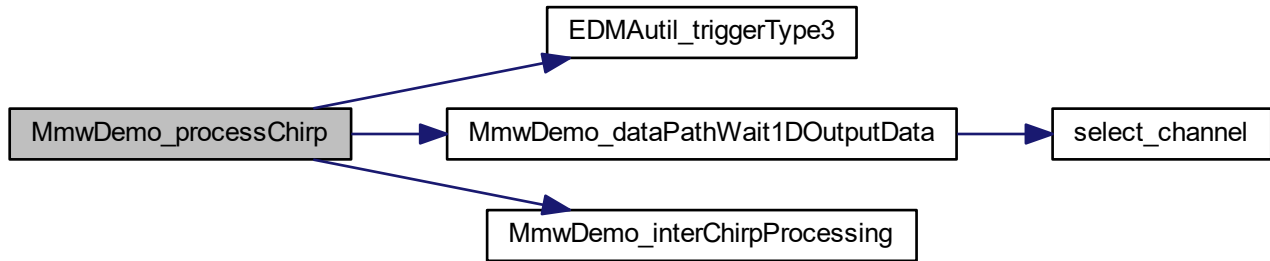 EDMAutil_triggerType3
MmwDemo_processChirp
MmwDemo_dataPathWait1DOutputData
select_channel
MmwDemo_interChirpProcessing